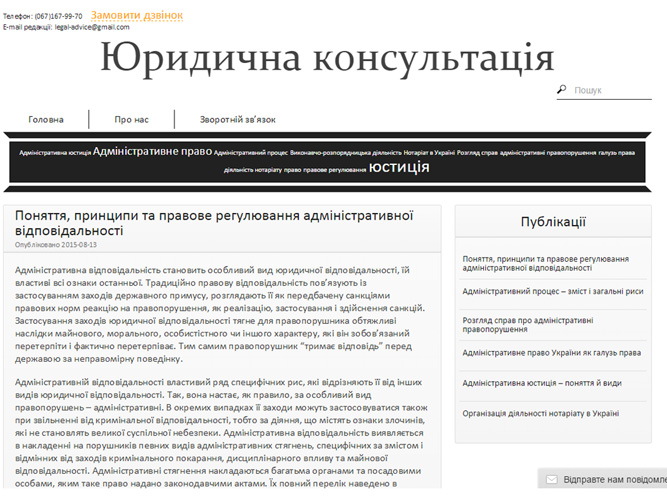 Телефон: (067)167-99-70 Замовити дзвінок
E-mail редакції: legal-advice@gmail.com
Юридична консультація
Пошук
Головна Про нас Зворотній зв'язок
Адміністративна юстиція Адміністративне право Адміністративний процес Виконавчо-розпорядницька діяльність Нотаріат в Україні Розгляд справ адміністративні правопорушення галузь права
діяльність нотаріату право правове регулювання юстиція
Поняття, принципи та правове регулювання адміністративної
відповідальності
Опубліковано 2015-08-13
Адміністративна відповідальність становить особливий вид юридичної відповідальності, їй
властиві всі ознаки останньої. Традиційно правову відповідальність пов'язують із
застосуванням заходів державного примусу, розглядають її як передбачену санкціями
правових норм реакцію на правопорушення, як реалізацію, застосування і здійснення санкцій.
Застосування заходів юридичної відповідальності тягне для правопорушника обтяжливі
наслідки майнового, морального, особистістного чи іншого характеру, які він зобов'язаний
перетерпіти і фактично перетерпіває. Тим самим правопорушник “тримає відповідь” перед
державою за неправомірну поведінку.
Адміністративній відповідальності властивий ряд специфічних рис, які відрізняють її від інших
видів юридичної відповідальності. Так, вона настає, як правило, за особливий вид
правопорушень – адміністративні. В окремих випадках її заходи можуть застосовуватися також
при звільненні від кримінальної відповідальності, тобто за діяння, що містять ознаки злочинів,
які не становлять великої суспільної небезпеки. Адміністративна відповідальність виявляється
в накладенні на порушників певних видів адміністративних стягнень, специфічних за змістом і
відмінних від заходів кримінального покарання, дисциплінарного впливу та майнової
відповідальності. Адміністративні стягнення накладаються багатьма органами та посадовими
особами, яким таке право надано законодавчими актами. Їх повний перелік наведено в
Публікації
Поняття, принципи та правове регулювання
адміністративної відповідальності
Адміністративний процес – зміст і загальні риси
Розгляд справ про адміністративні
правопорушення
Адміністративне право України як галузь права
Адміністративна юстиція – поняття й види
Організація діяльності нотаріату в Україні
Відправте нам повідомле